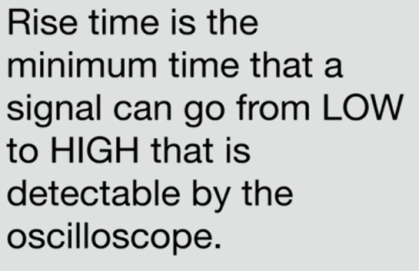 Rise time is the
minimum time that a
signal can go from LOW
to HIGH that is
detectable by the
oscilloscope.